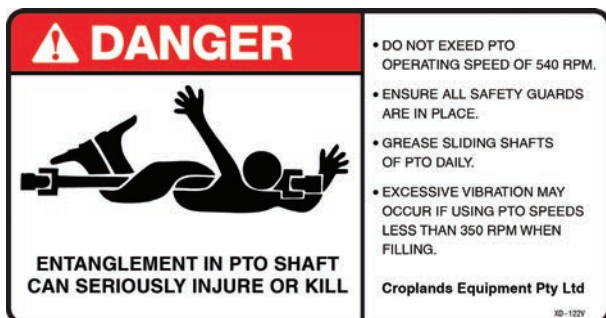 DANGER
ENTANGLEMENT IN PTO SHAFT
CAN SERIOUSLY INJURE OR KILL
• DO NOT EXEED PTO
OPERATING SPEED OF 540 RPM.
• ENSURE ALL SAFETY GUARDS
ARE IN PLACE.
• GREASE SLIDING SHAFTS
OF PTO DAILY.
• EXCESSIVE VIBRATION MAY
OCCUR IF USING PTO SPEEDS
LESS THAN 350 RPM WHEN
FILLING.
Croplands Equipment Pty Ltd
XD-122V